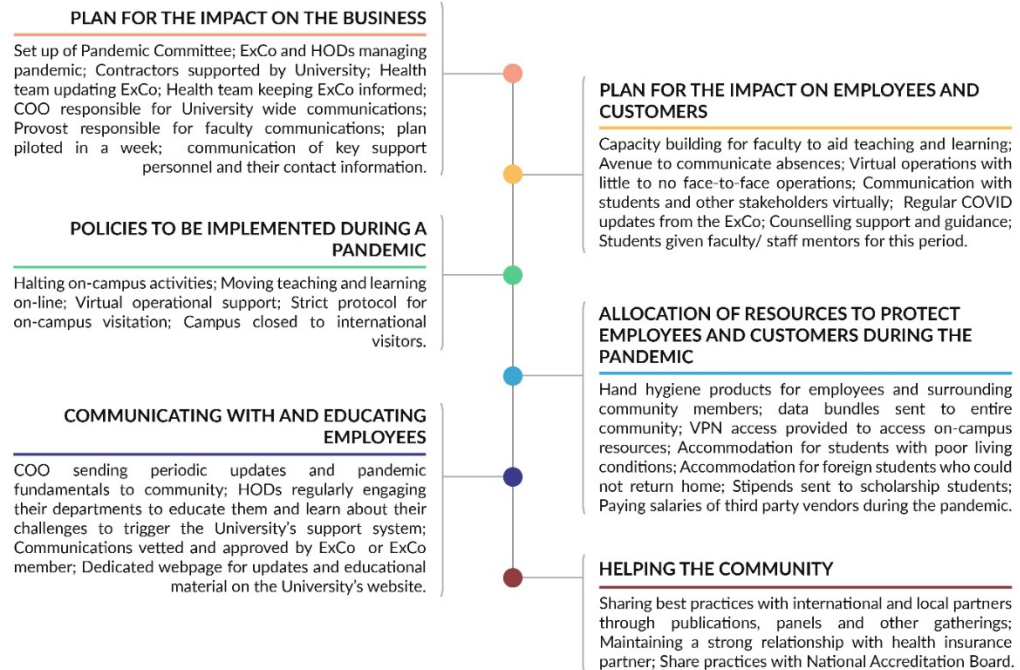 PLAN FOR THE IMPACT ON THE BUSINESS
Set up of Pandemic Committee; ExCo and HODs managing
pandemic; Contractors supported by University; Health
team updating ExCo; Health team keeping ExCo informed;
COO responsible for University wide communications;
Provost responsible for faculty communications; plan
piloted in a week; communication of key support
personnel and their contact information.
PLAN FOR THE IMPACT ON EMPLOYEES AND
CUSTOMERS
Capacity building for faculty to aid teaching and learning;
Avenue to communicate absences; Virtual operations with
little to no face-to-face operations; Communication with
students and other stakeholders virtually; Regular COVID
updates from the ExCo; Counselling support and guidance;
Students given faculty/ staff mentors for this period.
POLICIES TO BE IMPLEMENTED DURING A
PANDEMIC
Halting on-campus activities; Moving teaching and learning
on-line; Virtual operational support; Strict protocol for
on-campus visitation; Campus closed to international
visitors.
ALLOCATION OF RESOURCES TO PROTECT
EMPLOYEES AND CUSTOMERS DURING THE
PANDEMIC
Hand hygiene products for employees and surrounding
community members; data bundles sent to entire
community; VPN access provided to access on-campus
resources; Accommodation for students with poor living
conditions; Accommodation for foreign students who could
not return home; Stipends sent to scholarship students;
Paying salaries of third party vendors during the pandemic.
COMMUNICATING WITH AND EDUCATING
EMPLOYEES
COO sending periodic updates and pandemic
fundamentals to community; HODs regularly engaging
their departments to educate them and learn about their
challenges to trigger the University's support system;
Communications vetted and approved by ExCo or ExCo
member; Dedicated webpage for updates and educational
material on the University's website.
HELPING THE COMMUNITY
Sharing best practices with international and local partners
through publications, panels and other gatherings;
Maintaining a strong relationship with health insurance
partner; Share practices with National Accreditation Board.